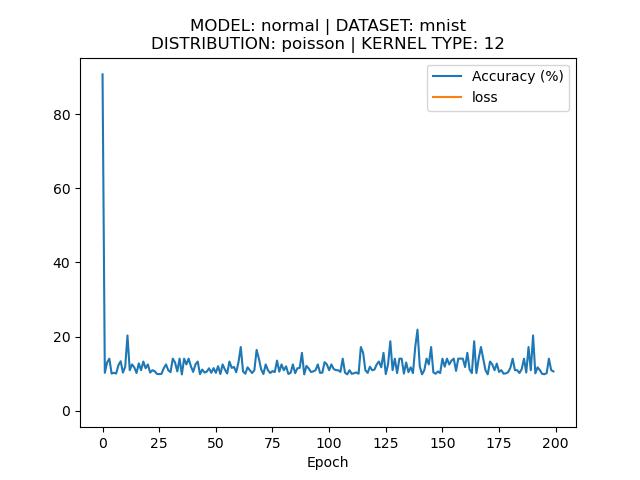 MODEL: normal | DATASET: mnist
DISTRIBUTION: poisson | KERNEL TYPE: 12
Accuracy (%)
loss
80
60
40
20
0
0 25 50 75 100 125 150 175 200
Epoch